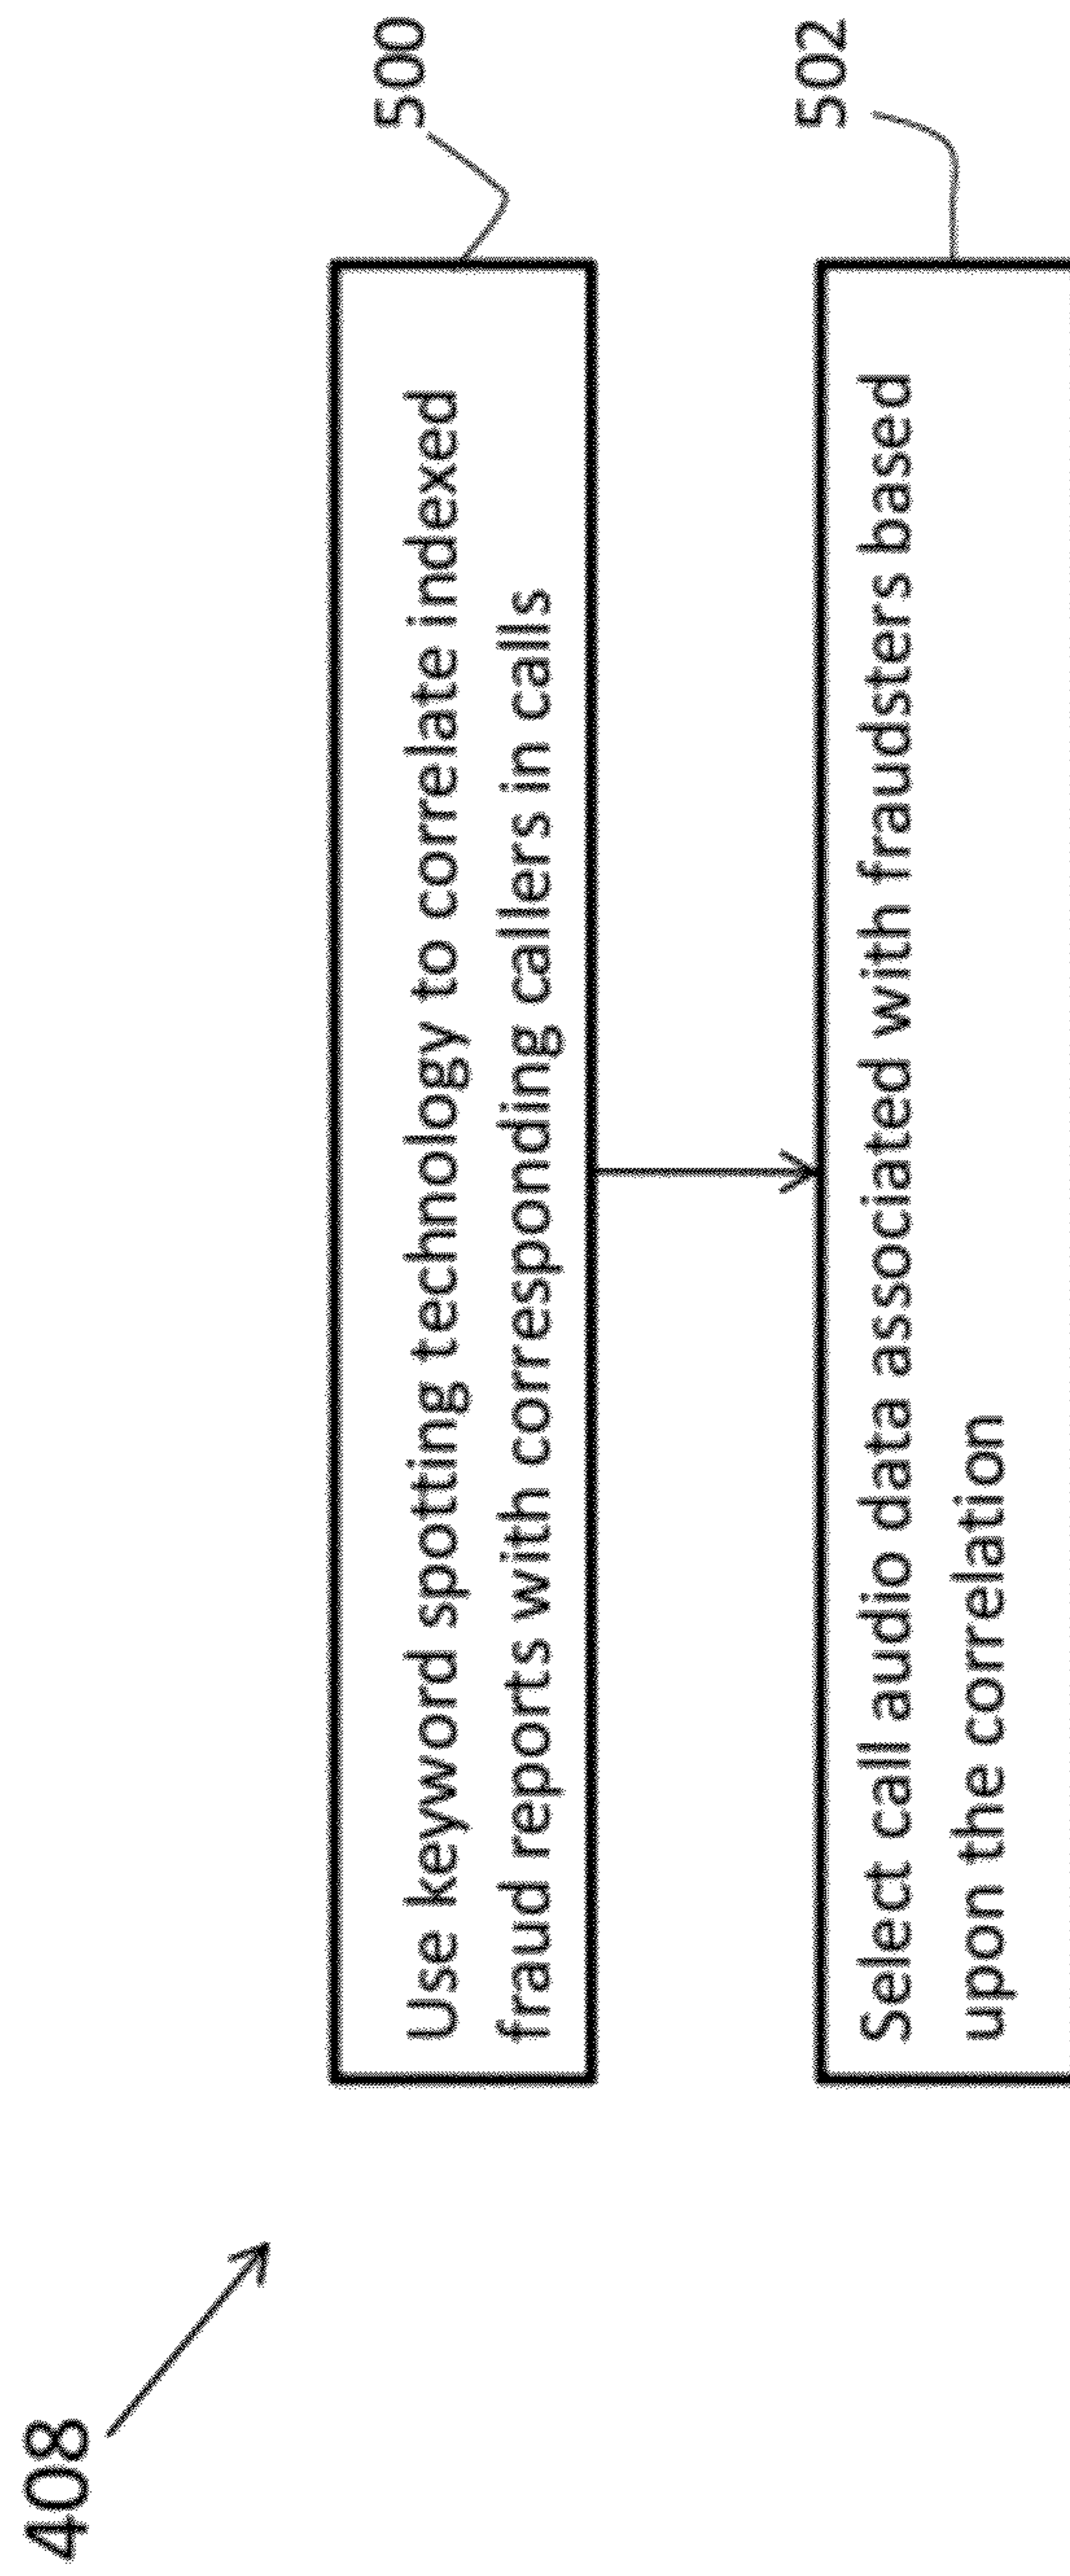 408
500
Use keyword spotting technology to correlate indexed
fraud reports with corresponding callers in calls
502
Select call audio data associated with fraudsters based
upon the correlation